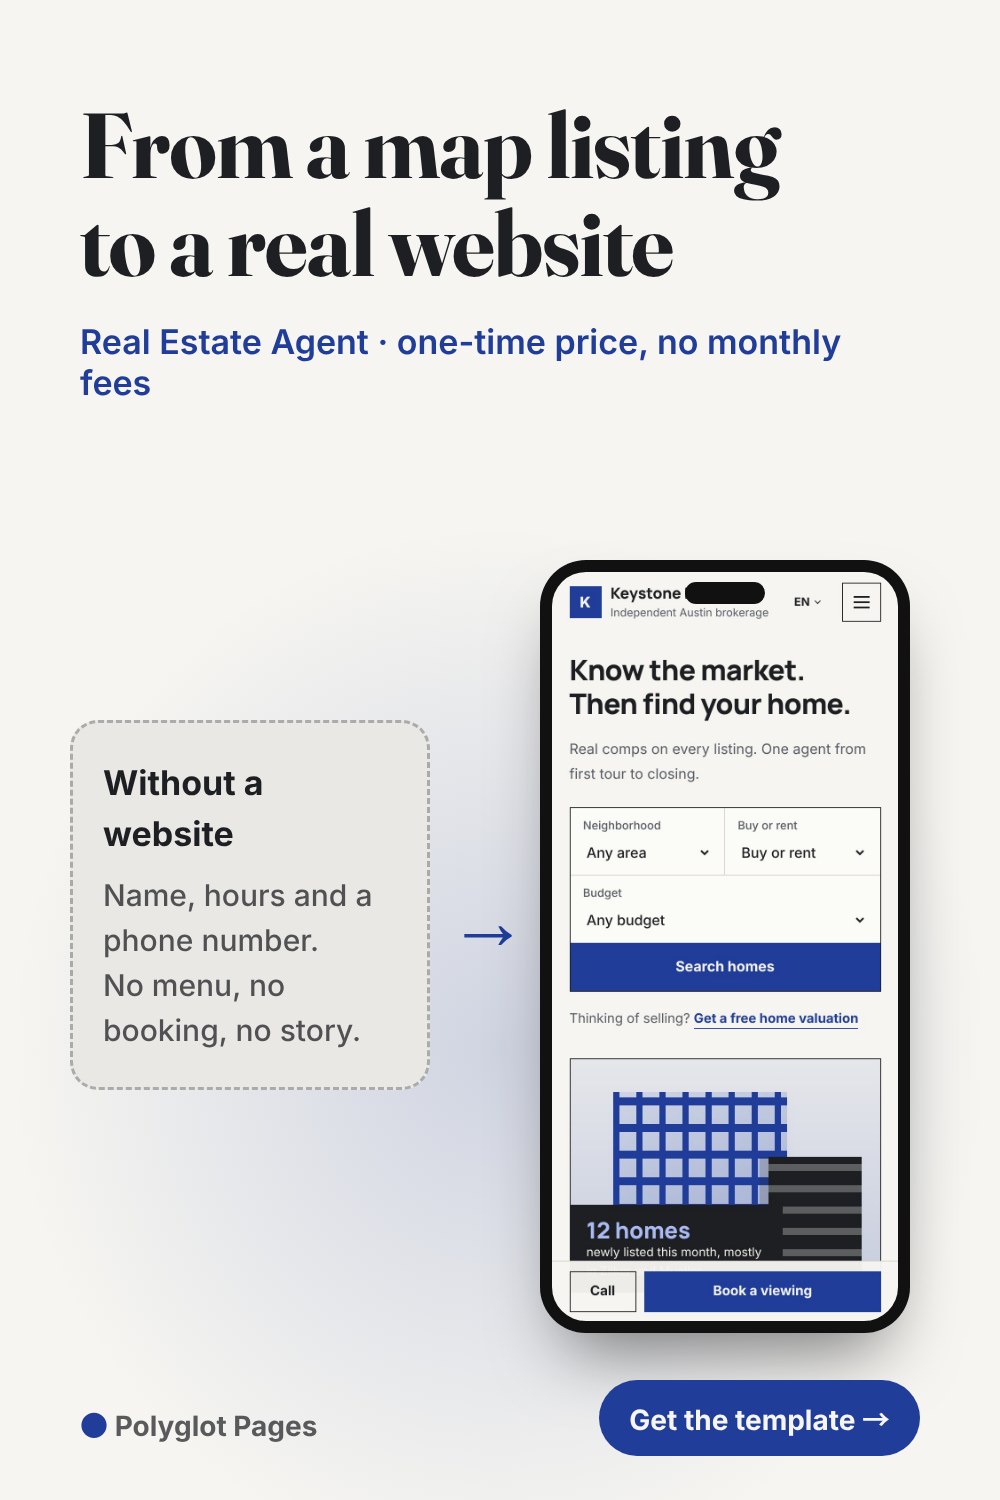 From a map listing
to a real website
Real Estate Agent · one-time price, no monthly
fees
Without a
website
Name, hours and a
phone number.
No menu, no
booking, no story.
→
K
Keystone
Independent Austin brokerage
EN
Know the market.
Then find your home.
Real comps on every listing. One agent from
first tour to closing.
Neighborhood
Any area
Buy or rent
Buy or rent
Budget
Any budget
Search homes
Thinking of selling? Get a free home valuation
12 homes
newly listed this month, mostly
Call
Book a viewing
Polyglot Pages
Get the template →